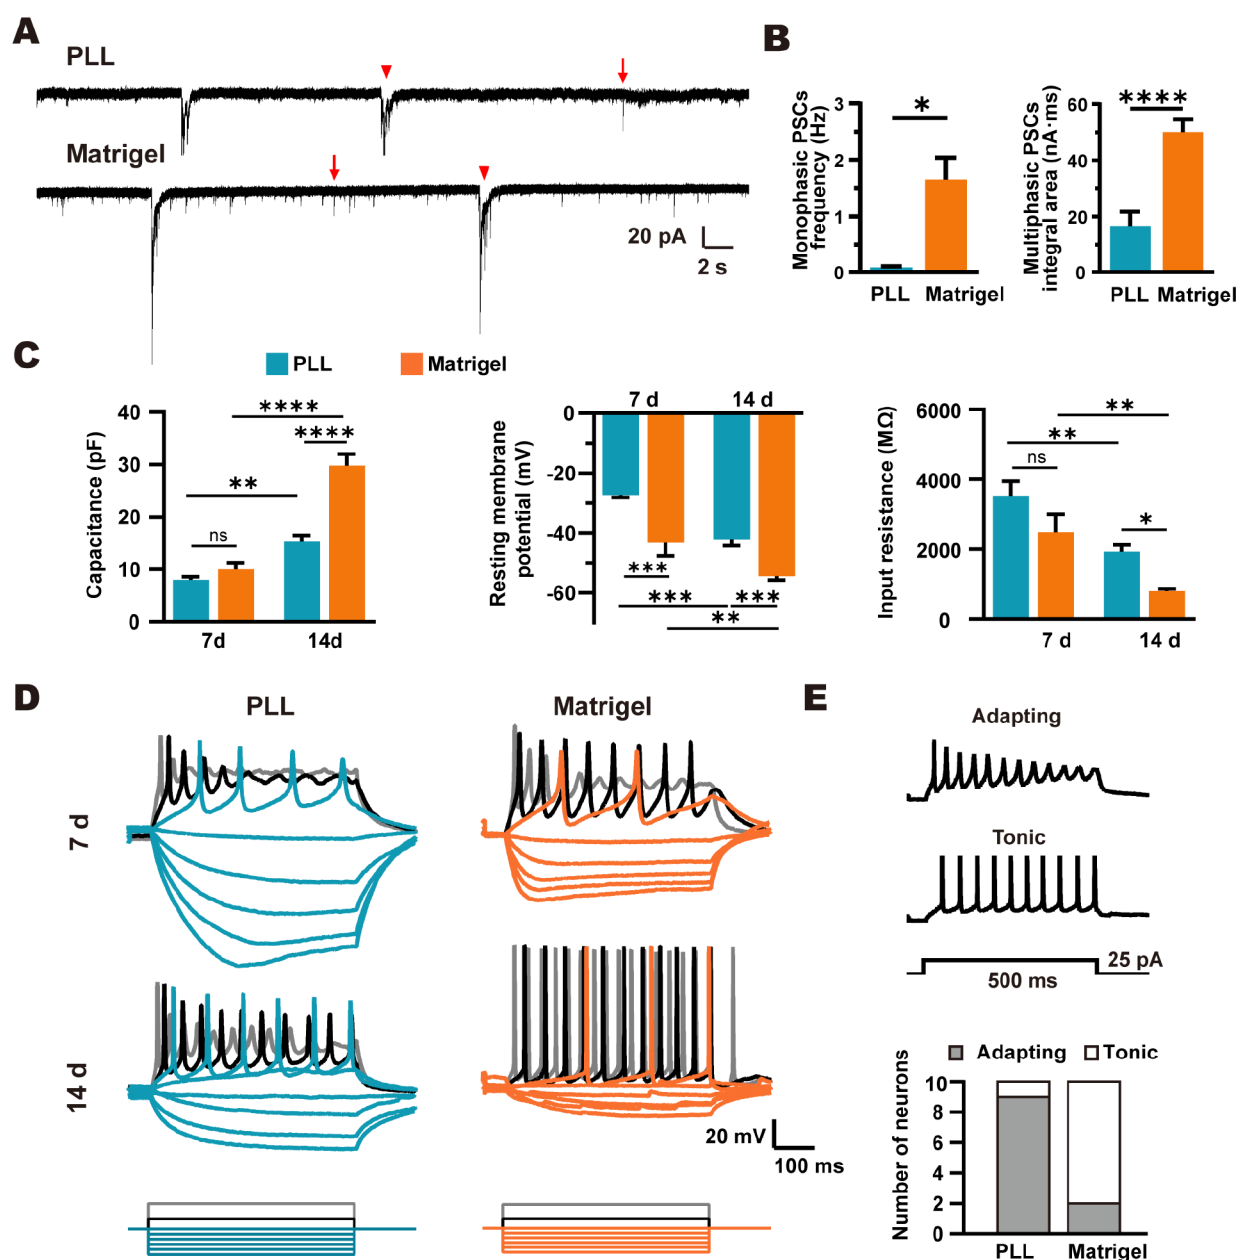 A
PLL
Matrigel
20 pA
2 s
B
Monophasic PSCs
frequency (Hz)
3
2
1
0
*
PLL Matrigel
Multiphasic PSCs
integral area (nA·ms)
60
40
20
0
****
PLL Matrigel
C
PLL
Matrigel
Capacitance (pF)
40
30
20
10
0
****
****
**
ns
7d
14d
Resting membrane
potential (mV)
7 d
14 d
0
-20
-40
-60
***
***
***
**
Input resistance (MΩ)
6000
4000
2000
0
**
**
ns
*
7 d
14 d
D
PLL
Matrigel
7 d
14 d
20 mV
100 ms
E
Adapting
Tonic
25 pA
500 ms
Adapting
Tonic
Number of neurons
10
8
6
4
2
0
PLL
Matrigel